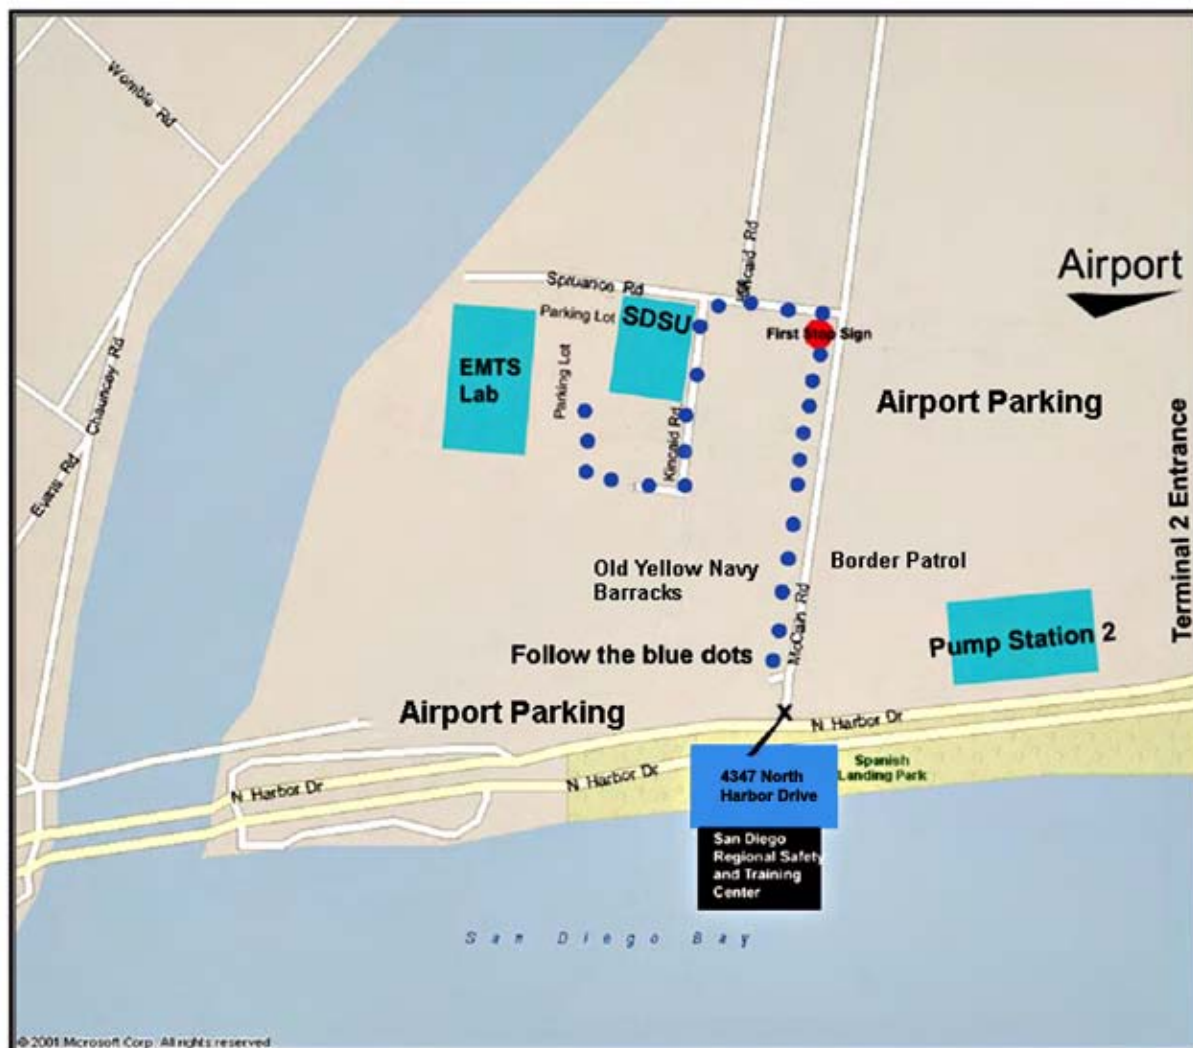 Womble Rd
Kincaid Rd
Airport
Spruance Rd
Parking Lot
SDSU
First Stop Sign
EMTS
Lab
Parking Lot
Chauncey Rd
Airport Parking
Kincaid Rd
Evans Rd
Terminal 2 Entrance
Old Yellow Navy
Barracks
Border Patrol
McCain Rd
Pump Station 2
Follow the blue dots
Airport Parking
X
N Harbor Dr
N Harbor Dr
N Harbor Dr
Spanish
Landing Park
4347 North
Harbor Drive
San Diego
Regional Safety
and Training
Center
San Diego Bay
© 2001 Microsoft Corp. All rights reserved